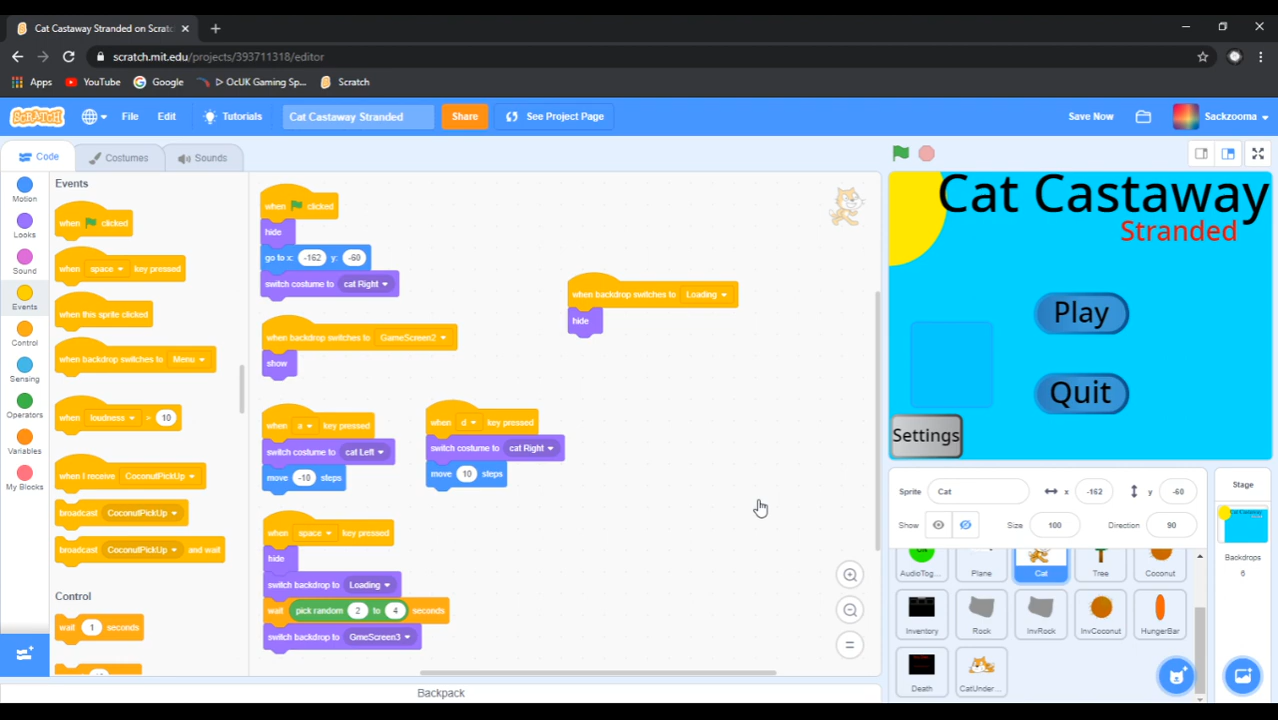 Cat Castaway Stranded on Scratc
scratch.mit.edu/projects/393711318/editor
Apps YouTube Google ▷ OcUK Gaming Sp... Scratch
SCRATCH File Edit Tutorials Cat Castaway Stranded Share See Project Page Save Now Sackzooma
Code Costumes Sounds
Motion
Looks
Sound
Events
Control
Sensing
Operators
Variables
My Blocks
Events
when clicked
when space key pressed
when this sprite clicked
when backdrop switches to Menu
when loudness > 10
when I receive CoconutPickUp
broadcast CoconutPickUp
broadcast CoconutPickUp and wait
Control
wait 1 seconds
when clicked
hide
go to x: -162 y: -60
switch costume to cat Right
when backdrop switches to GameScreen2
show
when a key pressed
switch costume to cat Left
move -10 steps
when d key pressed
switch costume to cat Right
move 10 steps
when space key pressed
hide
switch backdrop to Loading
wait pick random 2 to 4 seconds
switch backdrop to GmeScreen3
when backdrop switches to Loading
hide
Backpack
Cat Castaway
Stranded
Play
Quit
Settings
Sprite Cat x -162 y -60
Show Size 100 Direction 90
AudioTog... Plane Cat Tree Coconut
Inventory Rock InvRock InvCoconut HungerBar
Death CatUnder...
Stage
Backdrops
6